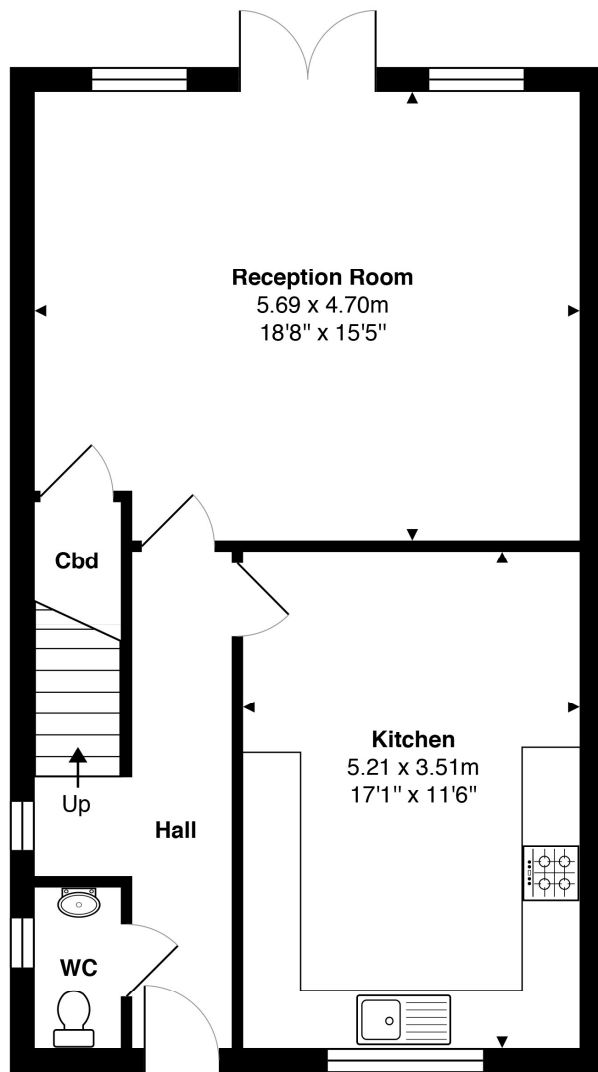 Reception Room
5.69 x 4.70m
18'8" x 15'5"
Cbd
Kitchen
5.21 x 3.51m
17'1" x 11'6"
Up
Hall
WC